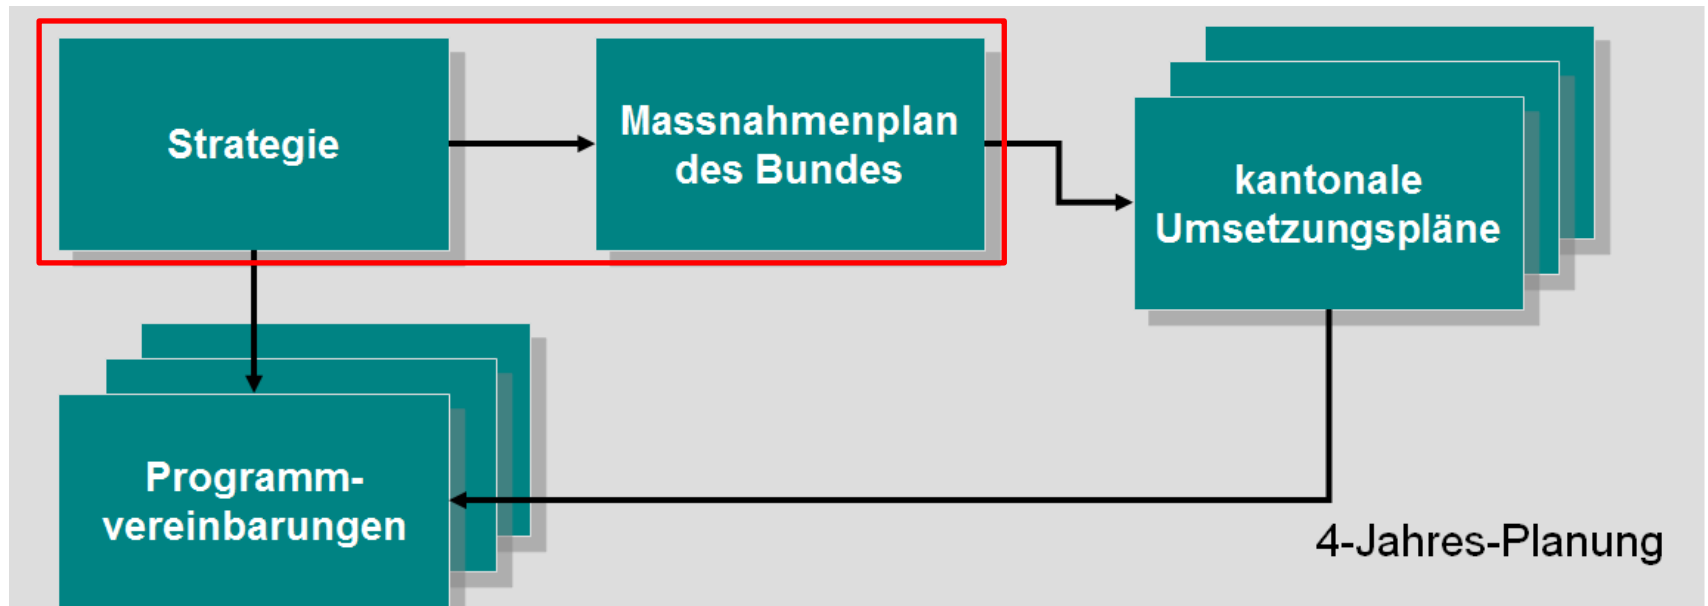 Strategie
Massnahmenplan
des Bundes
kantonale
Umsetzungspläne
Programm-
vereinbarungen
4-Jahres-Planung